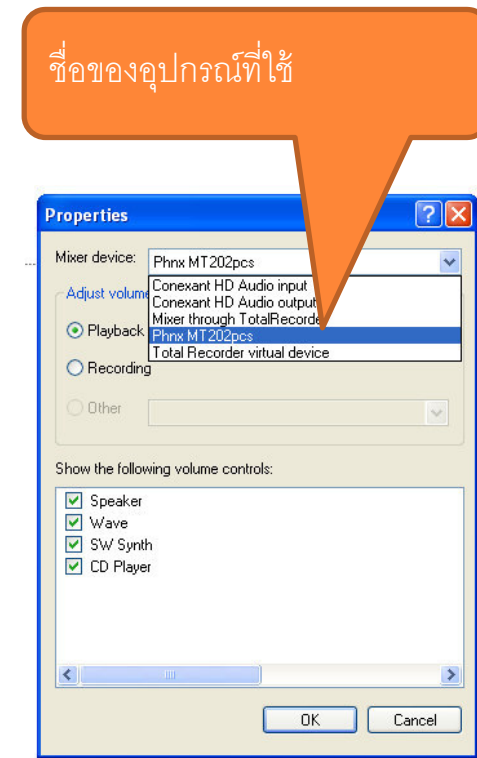 ชื่อของอุปกรณ์ที่ใช้
Properties
Mixer device: Phnx MT202pcs
Conexant HD Audio input
Adjust volume
Conexant HD Audio output
Mixer through TotalRecorder
Playback
Phnx MT202pcs
Total Recorder virtual device
Recording
Other
Show the following volume controls:
Speaker
Wave
SW Synth
CD Player
OK Cancel